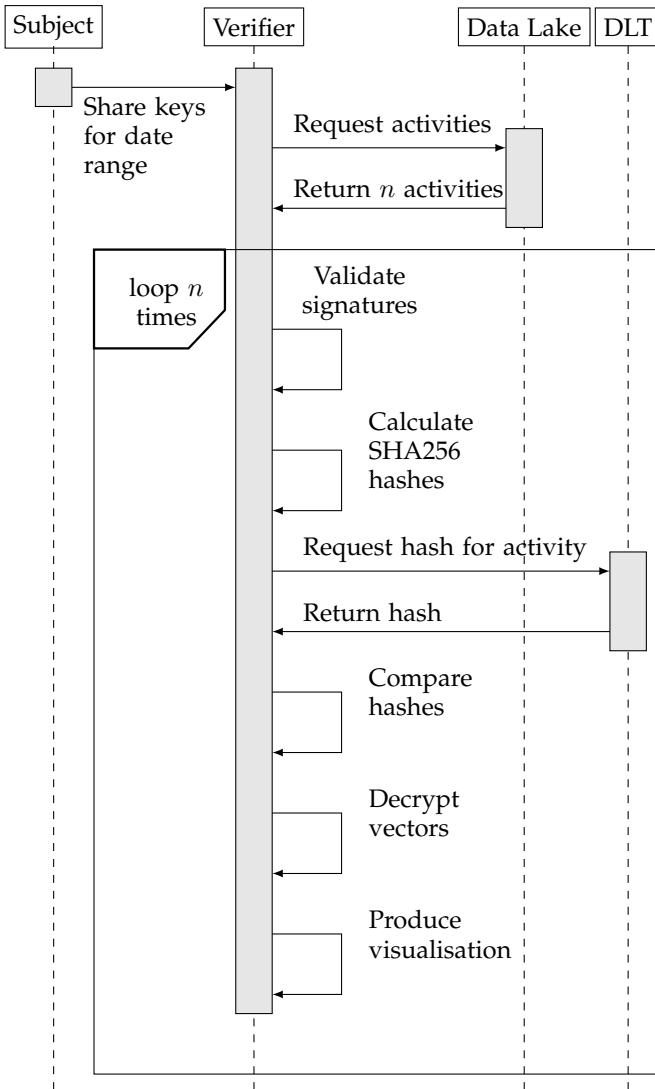 Subject
Verifier
Data Lake
DLT
Share keys
for date
range
Request activities
Return n activities
loop n
times
Validate
signatures
Calculate
SHA256
hashes
Request hash for activity
Return hash
Compare
hashes
Decrypt
vectors
Produce
visualisation